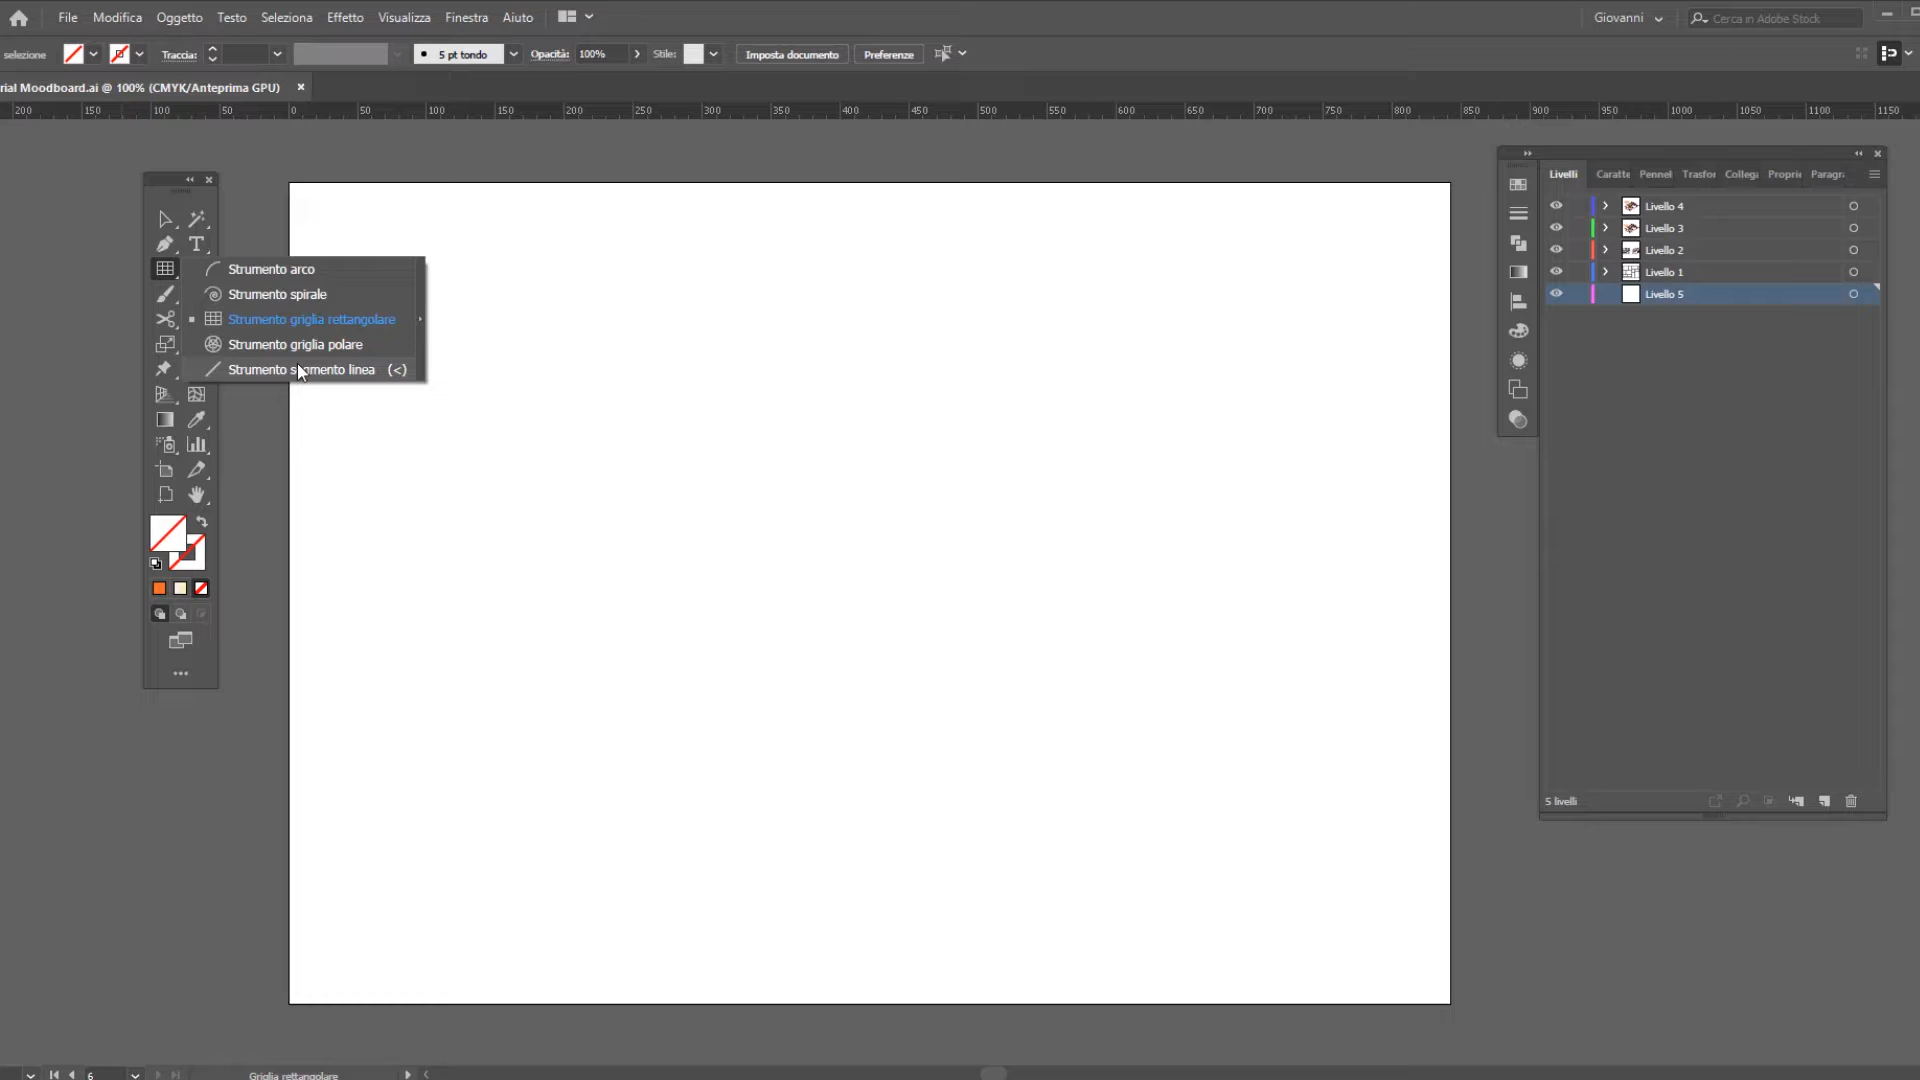 File Modifica Oggetto Testo Seleziona Effetto Visualizza Finestra Aiuto Giovanni Cerca in Adobe Stock
selezione Traccia: 5 pt tondo Opacità: 100% Stile: Imposta documento Preferenze
rial Moodboard.ai @ 100% (CMYK/Anteprima GPU) ×
200 150 100 50 0 50 100 150 200 250 300 350 400 450 500 550 600 650 700 750 800 850 900 950 1000 1050 1100 1150
Livelli Caratte Pennel Trasfor Collega Proprie Paragra
Livello 4
Livello 3
Livello 2
Livello 1
Livello 5
Strumento arco
Strumento spirale
Strumento griglia rettangolare
Strumento griglia polare
Strumento segmento linea (<)
5 livelli
6 Griglia rettangolare